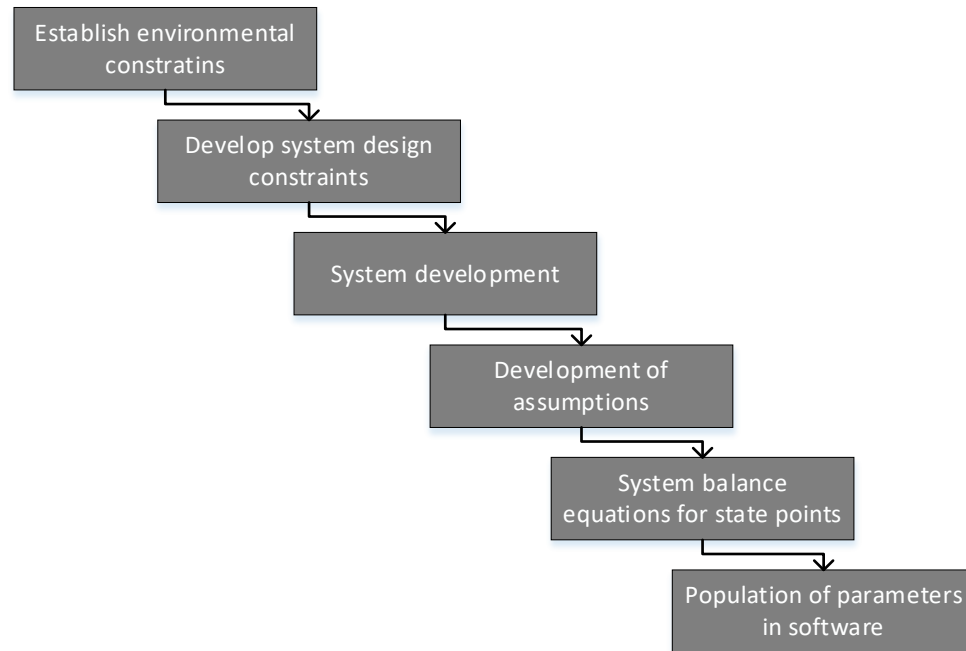 Establish environmental
constratins
Develop system design
constraints
System development
Development of
assumptions
System balance
equations for state points
Population of parameters
in software